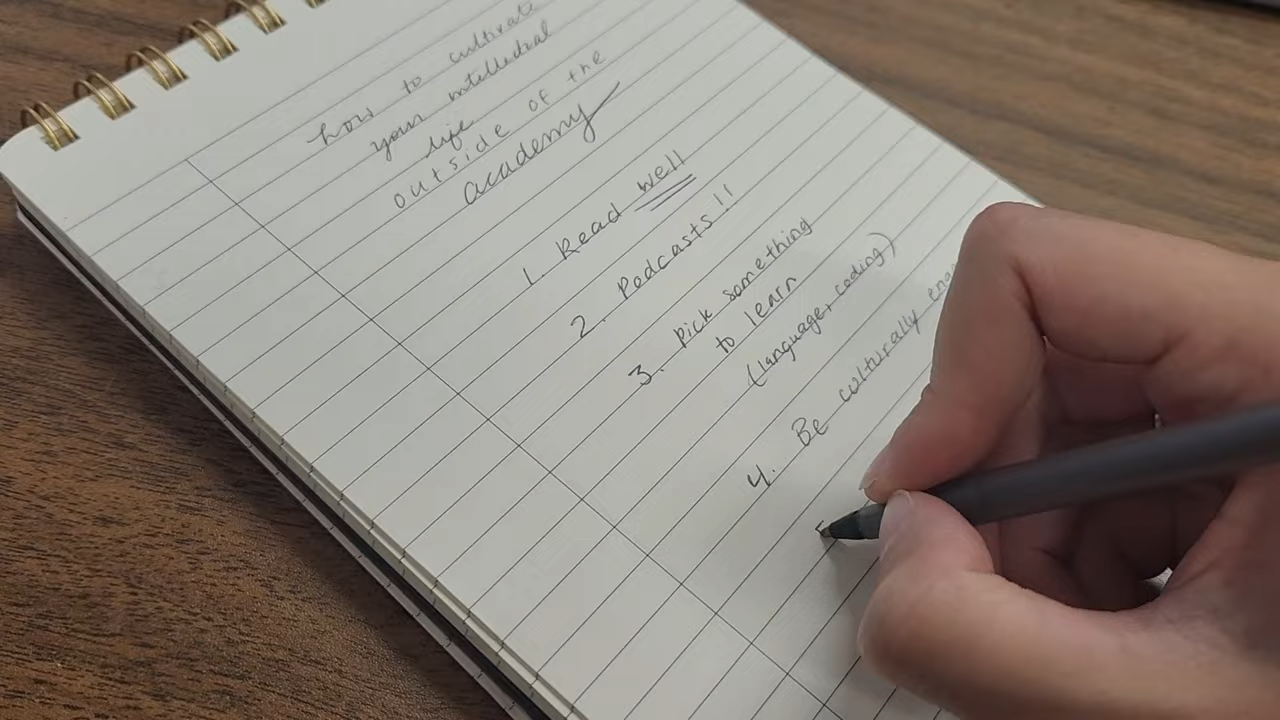 how to cultivate
your intellectual
life
outside of the
academy
1. Read well
2. Podcasts!!
3. Pick something
to learn
(language, coding)
4. Be culturally